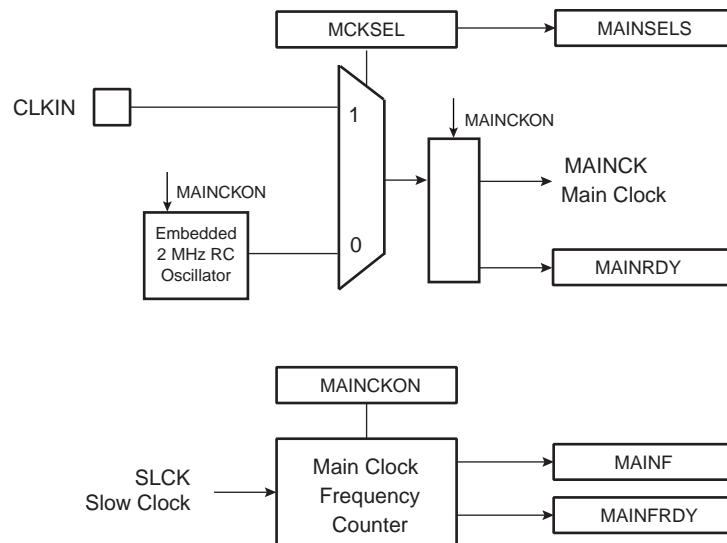 MCKSEL
MAINSELS
CLKIN
1
MAINCKON
MAINCK
Main Clock
MAINCKON
Embedded
2 MHz RC
Oscillator
0
MAINRDY
MAINCKON
SLCK
Slow Clock
Main Clock
Frequency
Counter
MAINF
MAINFRDY